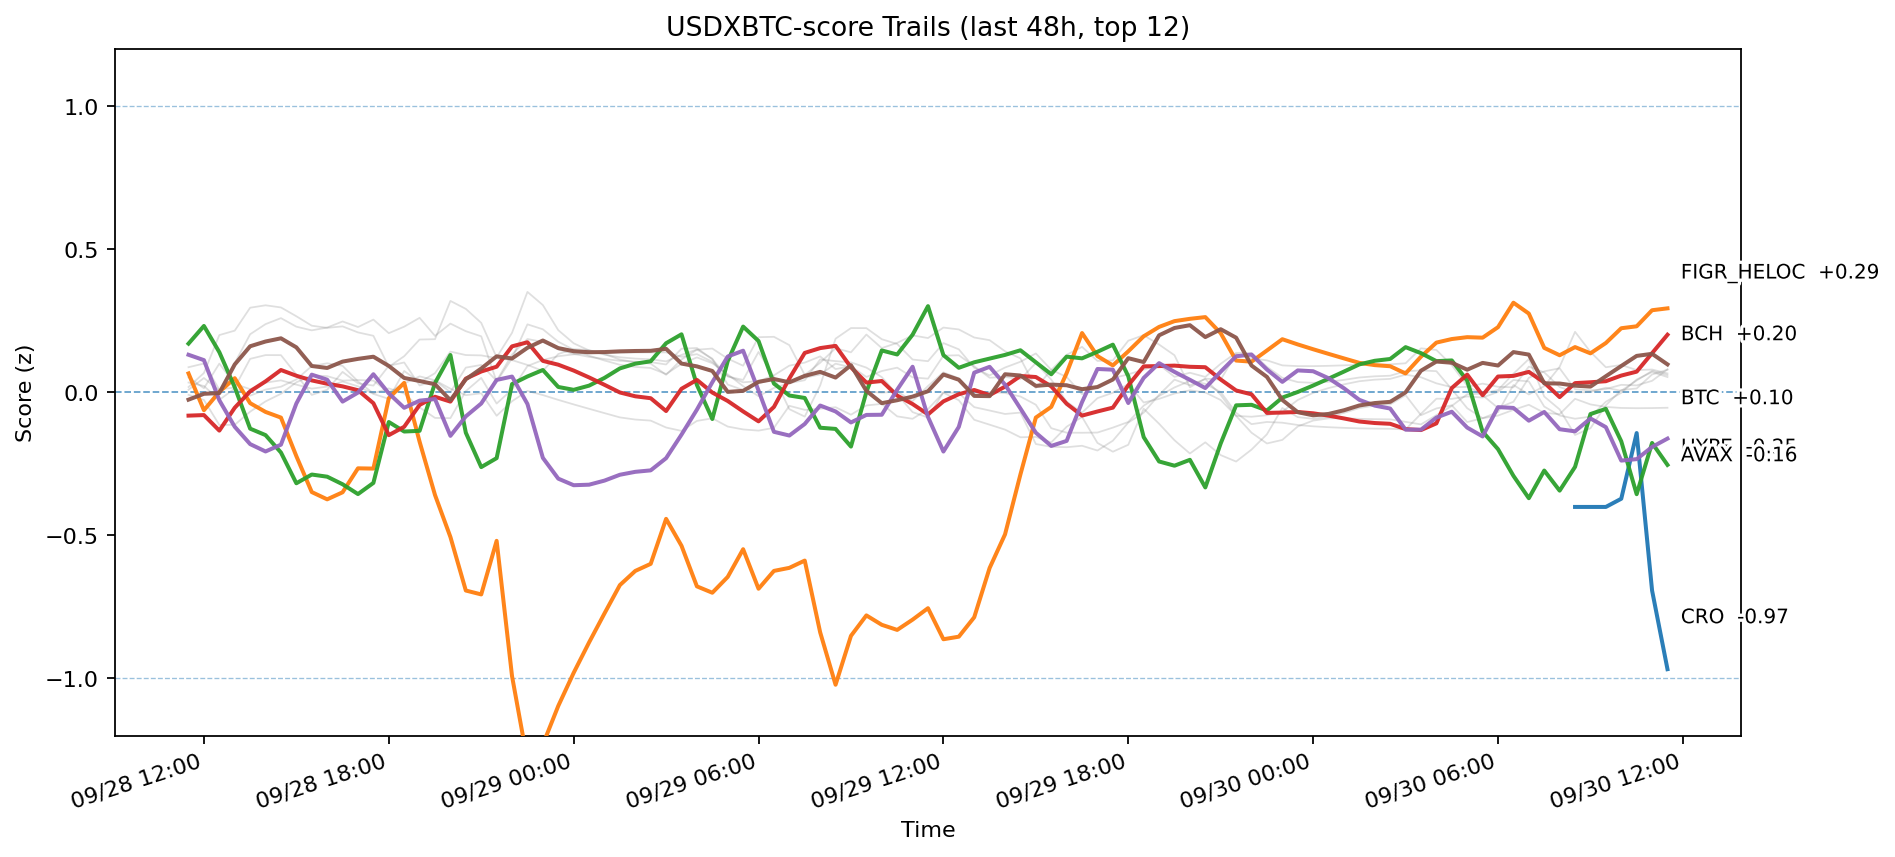 USDXBTC-score Trails (last 48h, top 12)
1.0
0.5
0.0
−0.5
−1.0
Score (z)
FIGR_HELOC +0.29
BCH +0.20
BTC +0.10
AVAX -0.16
CRO -0.97
09/28 12:00
09/28 18:00
09/29 00:00
09/29 06:00
09/29 12:00
09/29 18:00
09/30 00:00
09/30 06:00
09/30 12:00
Time